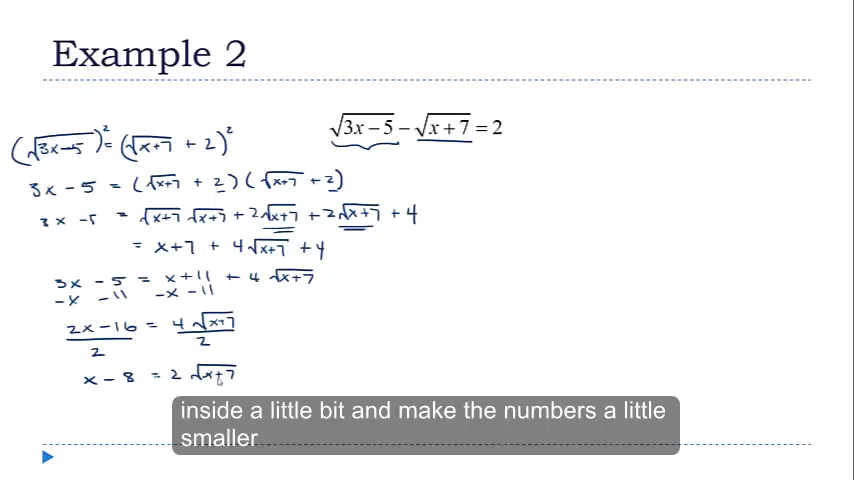 Example 2
√(3x − 5) − √(x + 7) = 2
(√(3x−5))² = (√(x+7) + 2)²
3x − 5 = (√(x+7) + 2)(√(x+7) + 2)
3x − 5 = √(x+7) √(x+7) + 2√(x+7) + 2√(x+7) + 4
= x+7 + 4√(x+7) + 4
3x − 5 = x+11 + 4√(x+7)
−x −11 −x −11
2x−16 = 4√(x+7)
2 2
x − 8 = 2√(x+7)
inside a little bit and make the numbers a little
smaller